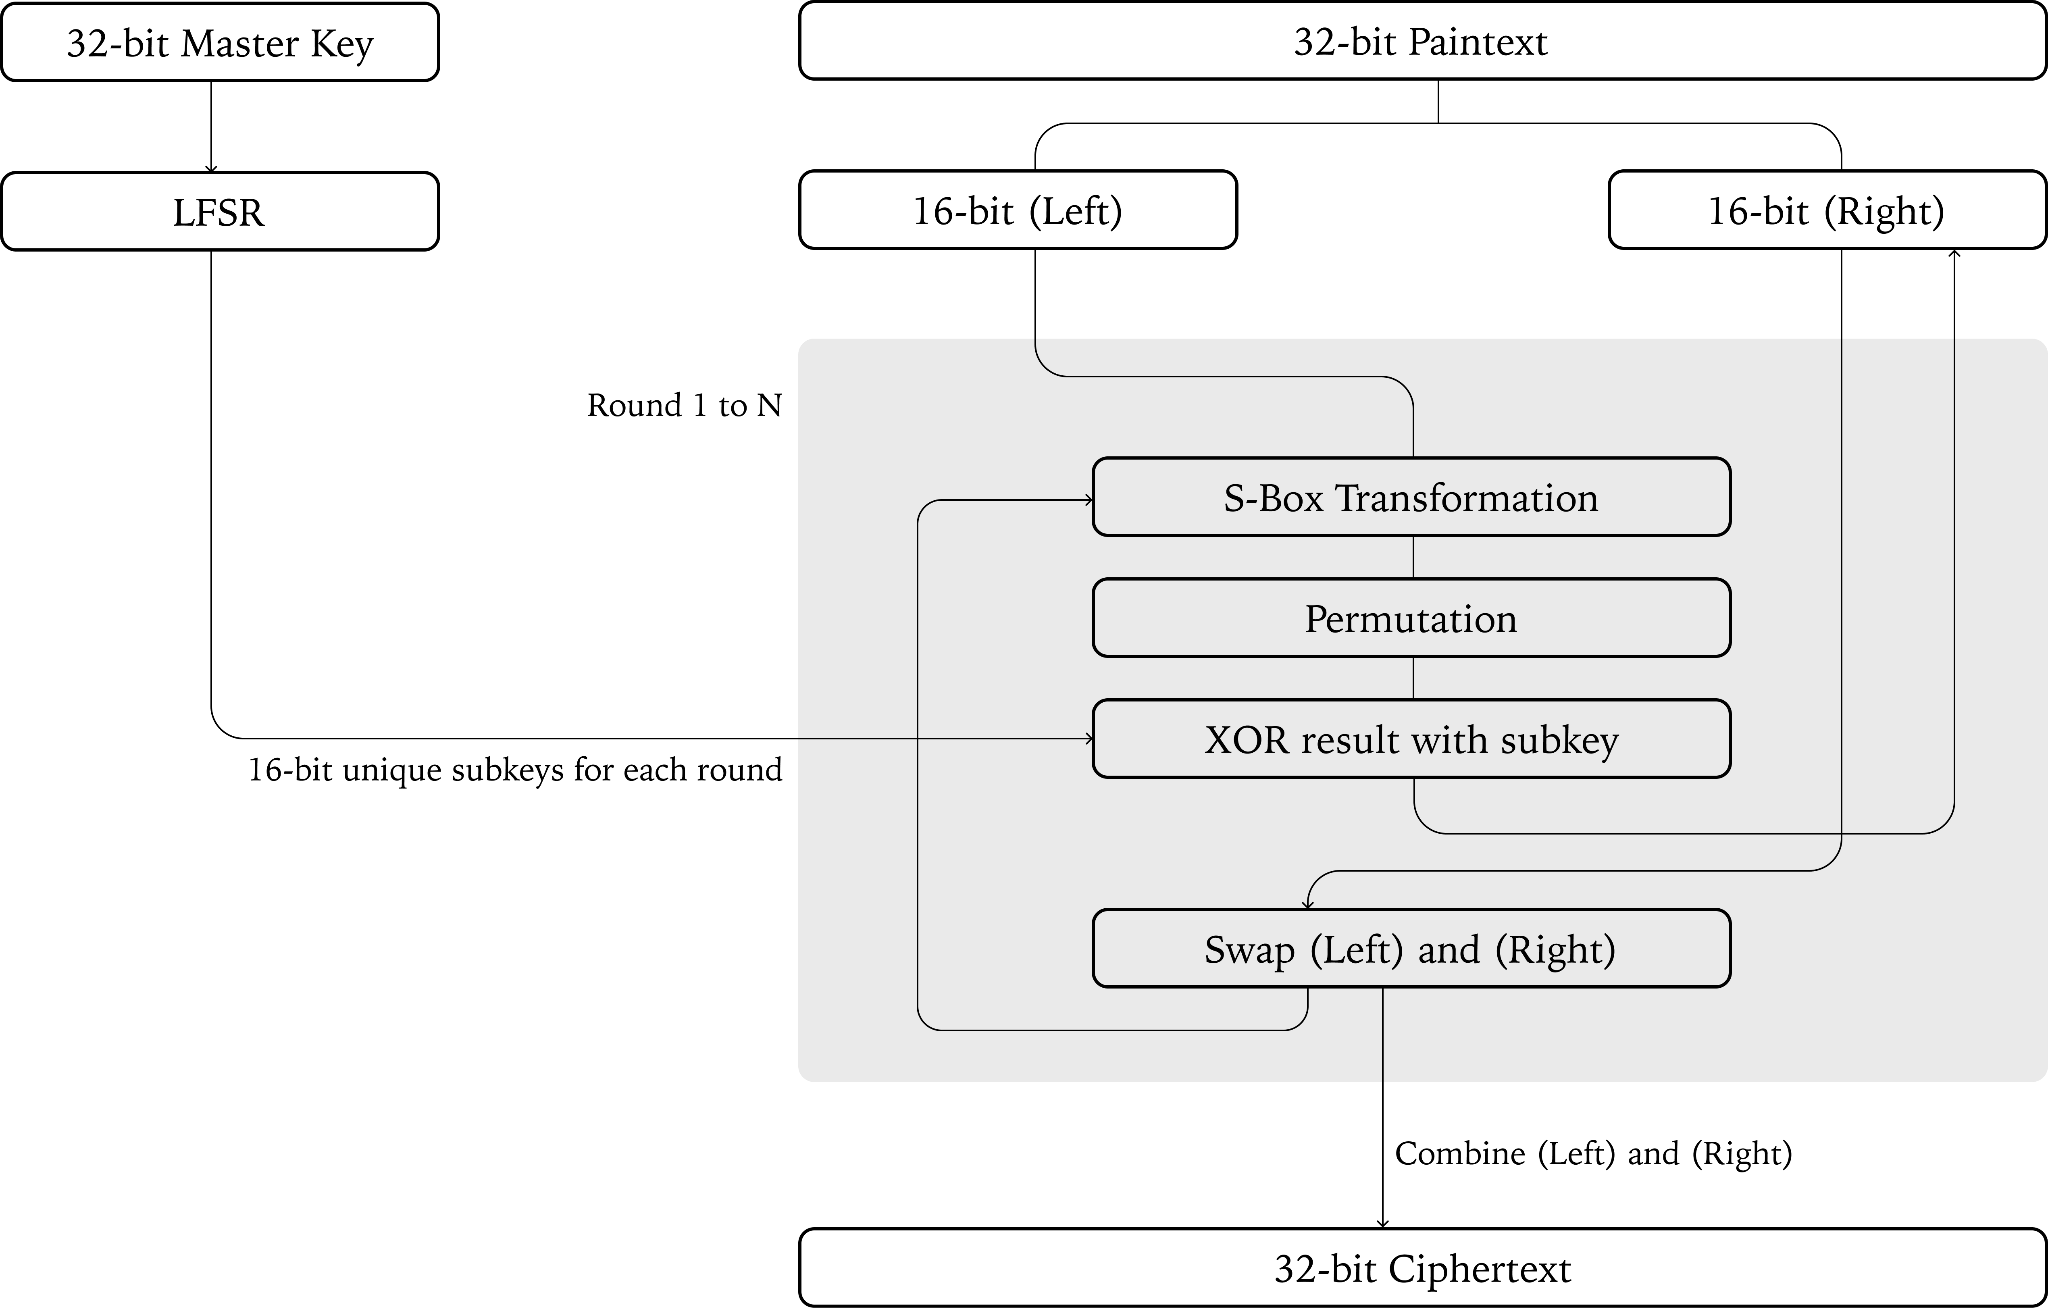 32-bit Master Key
32-bit Paintext
LFSR
16-bit (Left)
16-bit (Right)
Round 1 to N
S-Box Transformation
Permutation
XOR result with subkey
16-bit unique subkeys for each round
Swap (Left) and (Right)
Combine (Left) and (Right)
32-bit Ciphertext